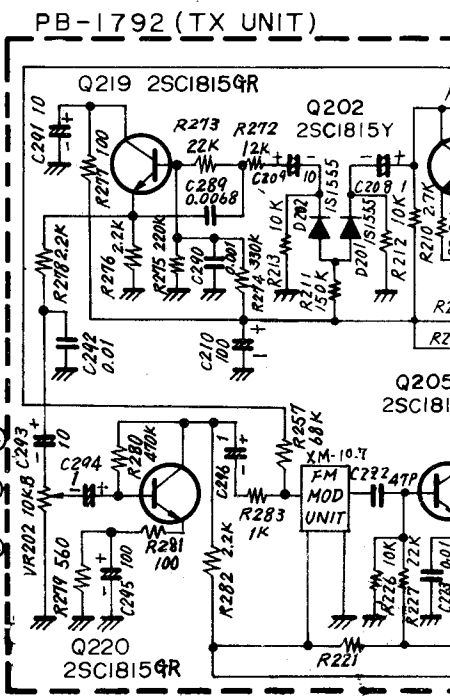 PB-1792 (TX UNIT)
Q219 2SC1815GR
C291 10
R277 100
R273
22K
R272
12K
C289
0.0068
C209
10
Q202
2SC1815Y
C208 1
D202
1S1555
D201
1S1555
R213 10K
R212 10K
R210 2.7K
R278 2.2K
R276 2.2K
R275 220K
C290
0.001
R274 330K
R211
150K
C292
0.01
C210
100
R2
R2
Q205
2SC181
R257
68K
C293
10
C294
1
R280
470K
C296 1
XM-10.7
FM
MOD
UNIT
C222
47P
R283
1K
VR202 10KB
R279 560
C295 100
R281
100
R282 2.2K
R226 10K
R227 22K
0.01
R221
Q220
2SC1815GR